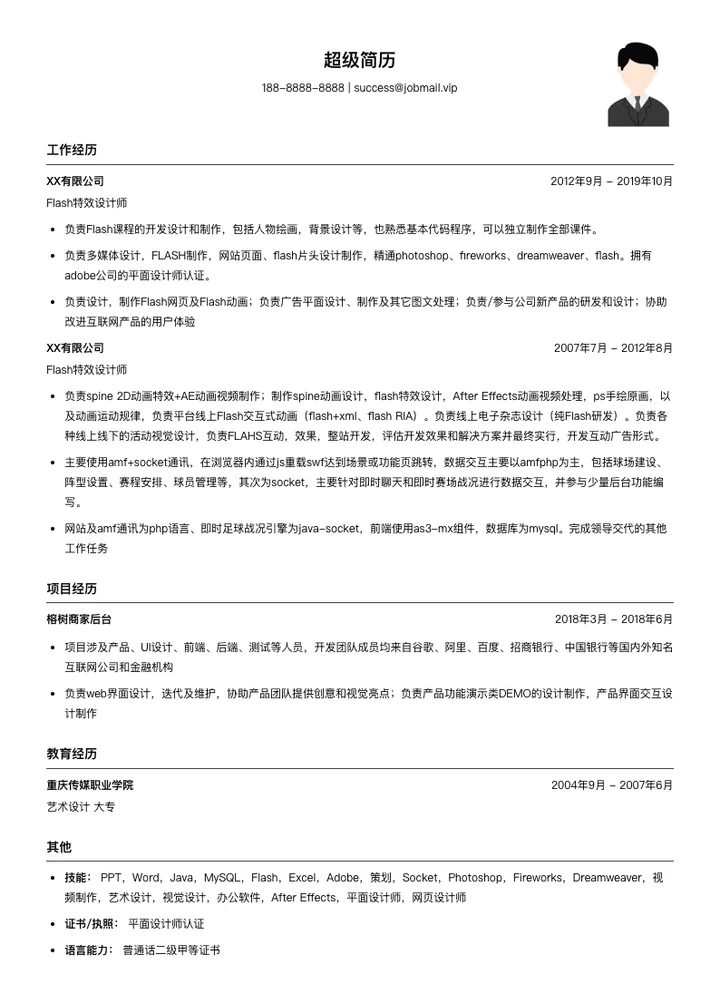 超级简历
188-8888-8888 | success@jobmail.vip
工作经历
XX有限公司 2012年9月 - 2019年10月
Flash特效设计师
• 负责Flash课程的开发设计和制作，包括人物绘画，背景设计等，也熟悉基本代码程序，可以独立制作全部课件。
• 负责多媒体设计，FLASH制作，网站页面、flash片头设计制作，精通photoshop、fireworks、dreamweaver、flash。拥有
adobe公司的平面设计师认证。
• 负责设计，制作Flash网页及Flash动画；负责广告平面设计、制作及其它图文处理；负责/参与公司新产品的研发和设计；协助
改进互联网产品的用户体验
XX有限公司 2007年7月 - 2012年8月
Flash特效设计师
• 负责spine 2D动画特效+AE动画视频制作；制作spine动画设计，flash特效设计，After Effects动画视频处理，ps手绘原画，以
及动画运动规律，负责平台线上Flash交互式动画（flash+xml、flash RIA）。负责线上电子杂志设计（纯Flash研发）。负责各
种线上线下的活动视觉设计，负责FLAHS互动，效果，整站开发，评估开发效果和解决方案并最终实行，开发互动广告形式。
• 主要使用amf+socket通讯，在浏览器内通过js重载swf达到场景或功能页跳转，数据交互主要以amfphp为主，包括球场建设、
阵型设置、赛程安排、球员管理等，其次为socket，主要针对即时聊天和即时赛场战况进行数据交互，并参与少量后台功能编
写。
• 网站及amf通讯为php语言、即时足球战况引擎为java-socket，前端使用as3-mx组件，数据库为mysql。完成领导交代的其他
工作任务
项目经历
榕树商家后台 2018年3月 - 2018年6月
• 项目涉及产品、UI设计、前端、后端、测试等人员，开发团队成员均来自谷歌、阿里、百度、招商银行、中国银行等国内外知名
互联网公司和金融机构
• 负责web界面设计，迭代及维护，协助产品团队提供创意和视觉亮点；负责产品功能演示类DEMO的设计制作，产品界面交互设
计制作
教育经历
重庆传媒职业学院 2004年9月 - 2007年6月
艺术设计 大专
其他
• 技能： PPT，Word，Java，MySQL，Flash，Excel，Adobe，策划，Socket，Photoshop，Fireworks，Dreamweaver，视
频制作，艺术设计，视觉设计，办公软件，After Effects，平面设计师，网页设计师
• 证书/执照： 平面设计师认证
• 语言能力： 普通话二级甲等证书